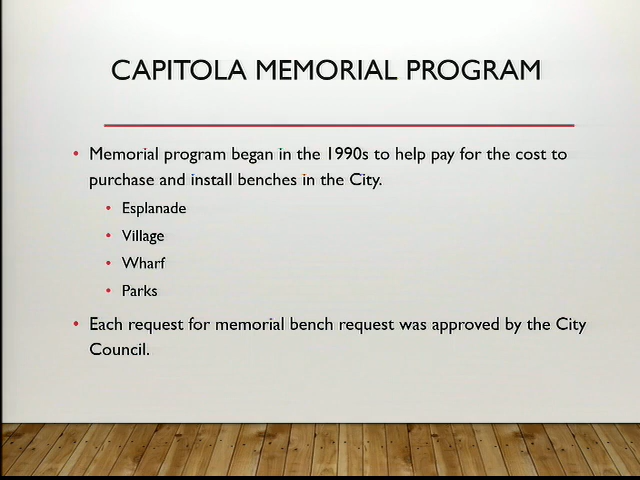 CAPITOLA MEMORIAL PROGRAM
• Memorial program began in the 1990s to help pay for the cost to
purchase and install benches in the City.
• Esplanade
• Village
• Wharf
• Parks
• Each request for memorial bench request was approved by the City
Council.